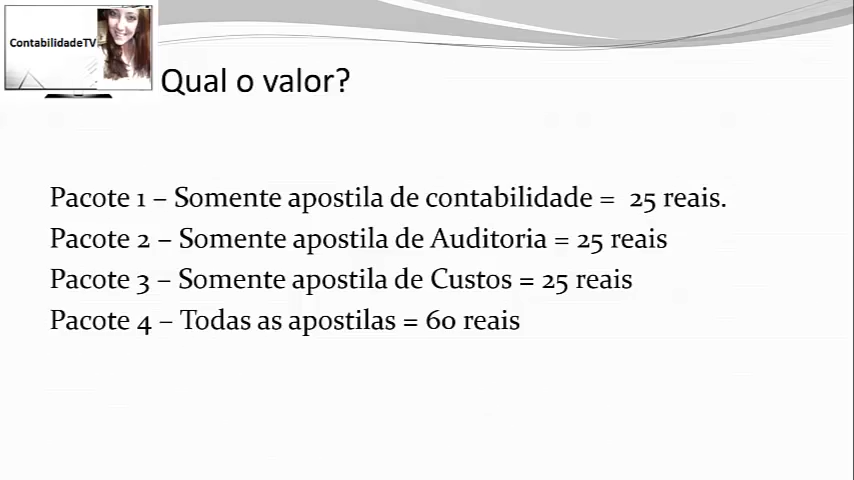 ContabilidadeTV
Qual o valor?
Pacote 1 – Somente apostila de contabilidade = 25 reais.
Pacote 2 – Somente apostila de Auditoria = 25 reais
Pacote 3 – Somente apostila de Custos = 25 reais
Pacote 4 – Todas as apostilas = 60 reais